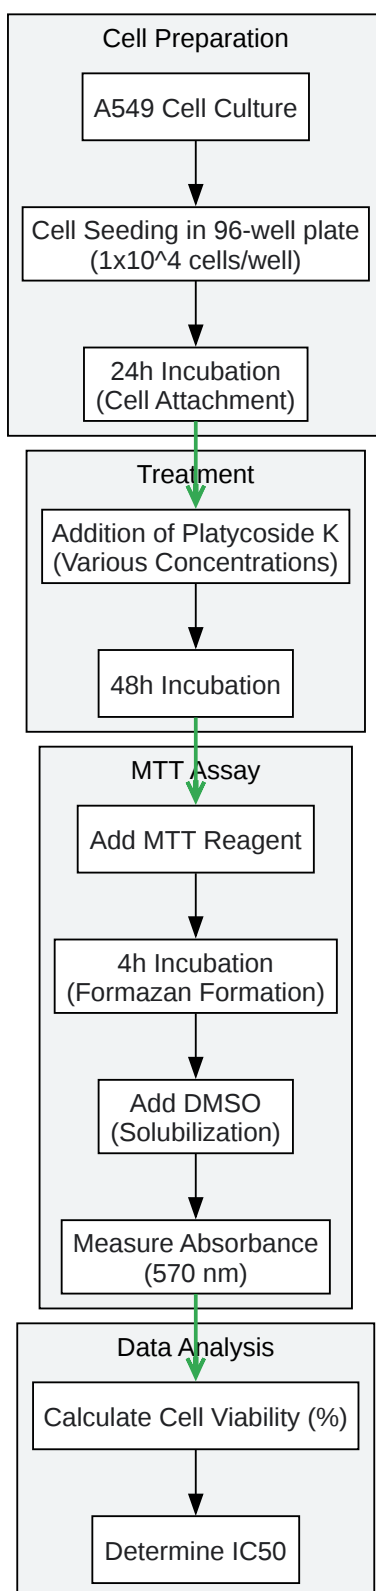 Cell Preparation
A549 Cell Culture
Cell Seeding in 96-well plate
(1x10^4 cells/well)
24h Incubation
(Cell Attachment)
Treatment
Addition of Platycoside K
(Various Concentrations)
48h Incubation
MTT Assay
Add MTT Reagent
4h Incubation
(Formazan Formation)
Add DMSO
(Solubilization)
Measure Absorbance
(570 nm)
Data Analysis
Calculate Cell Viability (%)
Determine IC50